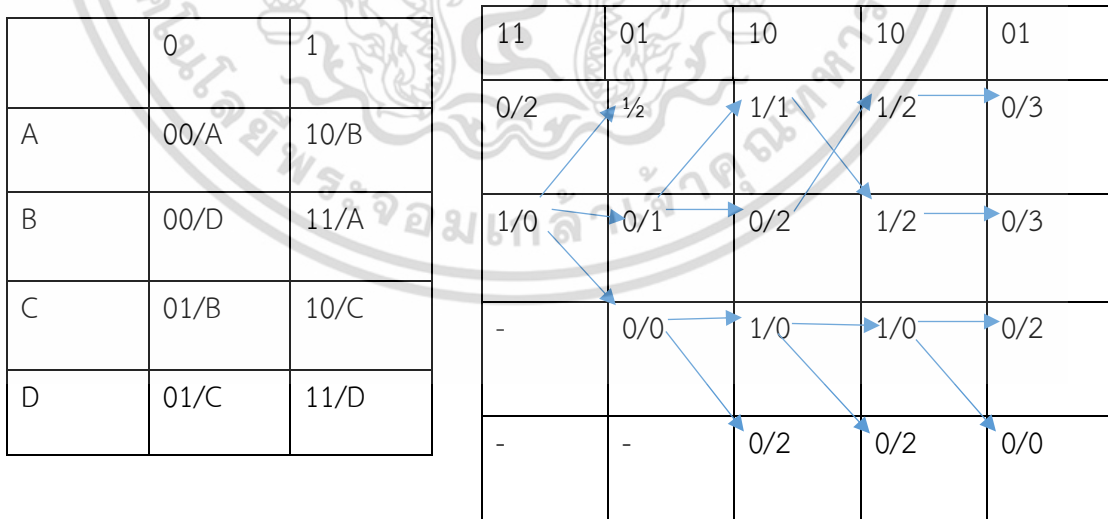 0 1
A 00/A 10/B
B 00/D 11/A
C 01/B 10/C
D 01/C 11/D
11 01 10 10 01
0/2 ½ 1/1 1/2 0/3
1/0 0/1 0/2 1/2 0/3
- 0/0 1/0 1/0 0/2
- - 0/2 0/2 0/0